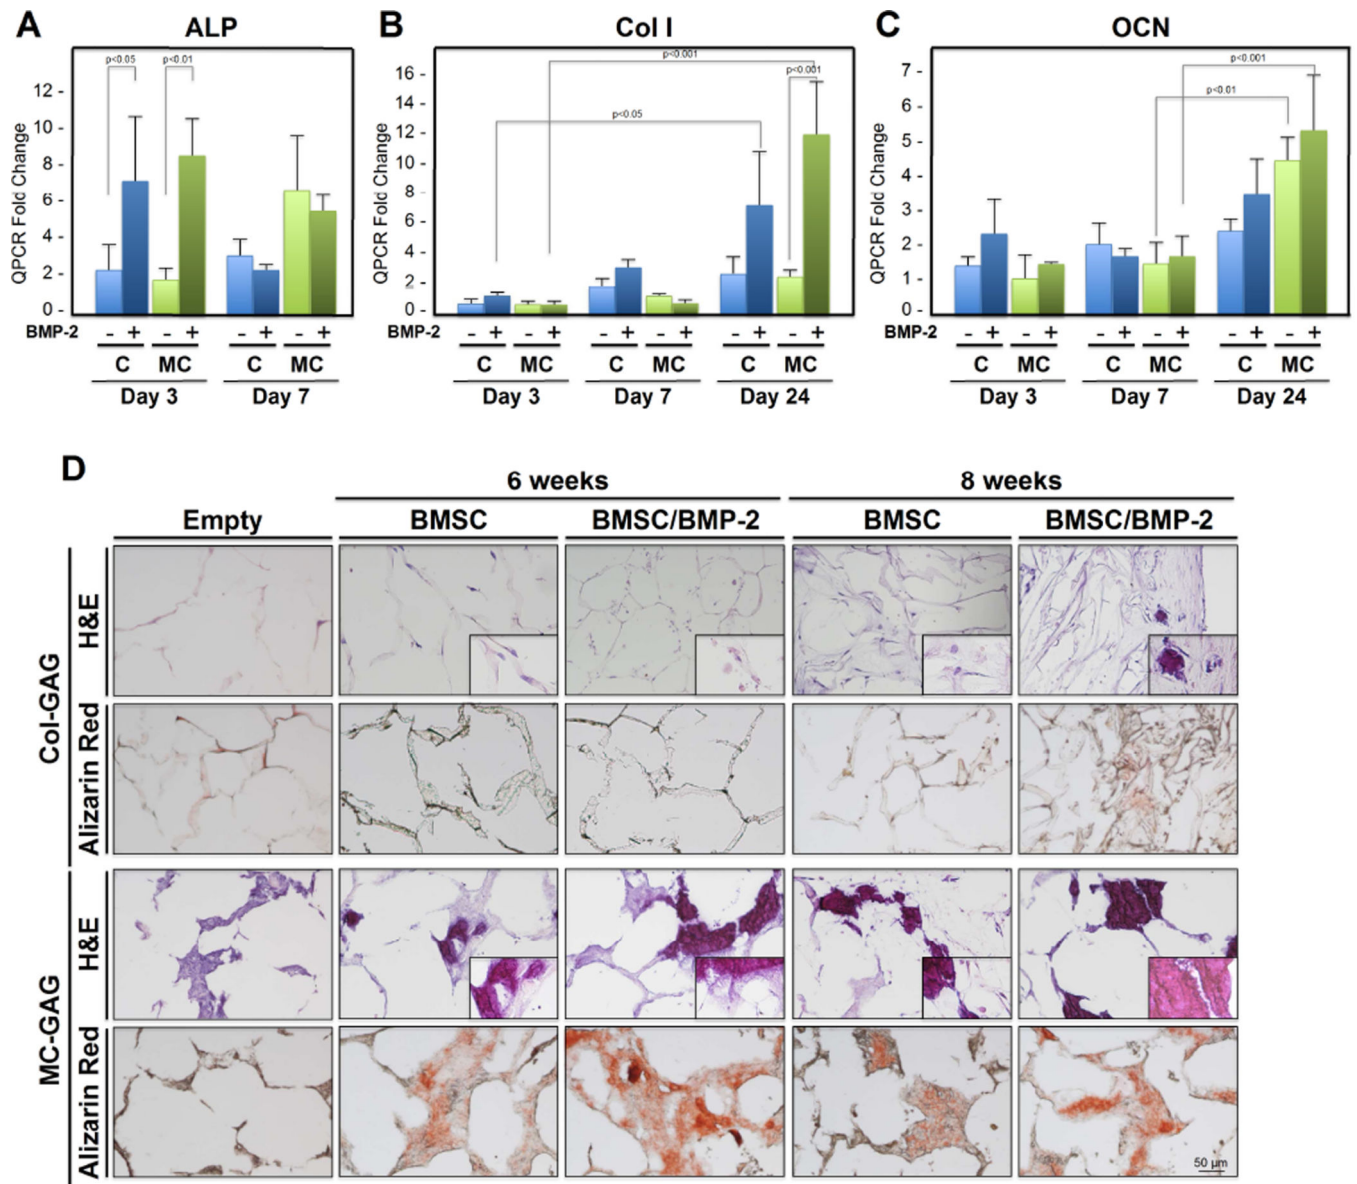 A ALP
p<0.05 p<0.01
QPCR Fold Change
12 -
10 -
8 -
6 -
4 -
2 -
0 -
BMP-2 - + - + - + - +
C MC C MC
Day 3 Day 7
B Col I
p<0.001
p<0.001
p<0.05
QPCR Fold Change
16 -
14 -
12 -
10 -
8 -
6 -
4 -
2 -
0 -
BMP-2 - + - + - + - + - + - +
C MC C MC C MC
Day 3 Day 7 Day 24
C OCN
p<0.001
p<0.01
QPCR Fold Change
7 -
6 -
5 -
4 -
3 -
2 -
1 -
0 -
BMP-2 - + - + - + - + - + - +
C MC C MC C MC
Day 3 Day 7 Day 24
D
6 weeks 8 weeks
Empty BMSC BMSC/BMP-2 BMSC BMSC/BMP-2
Col-GAG
H&E
Alizarin Red
MC-GAG
H&E
Alizarin Red
50 µm